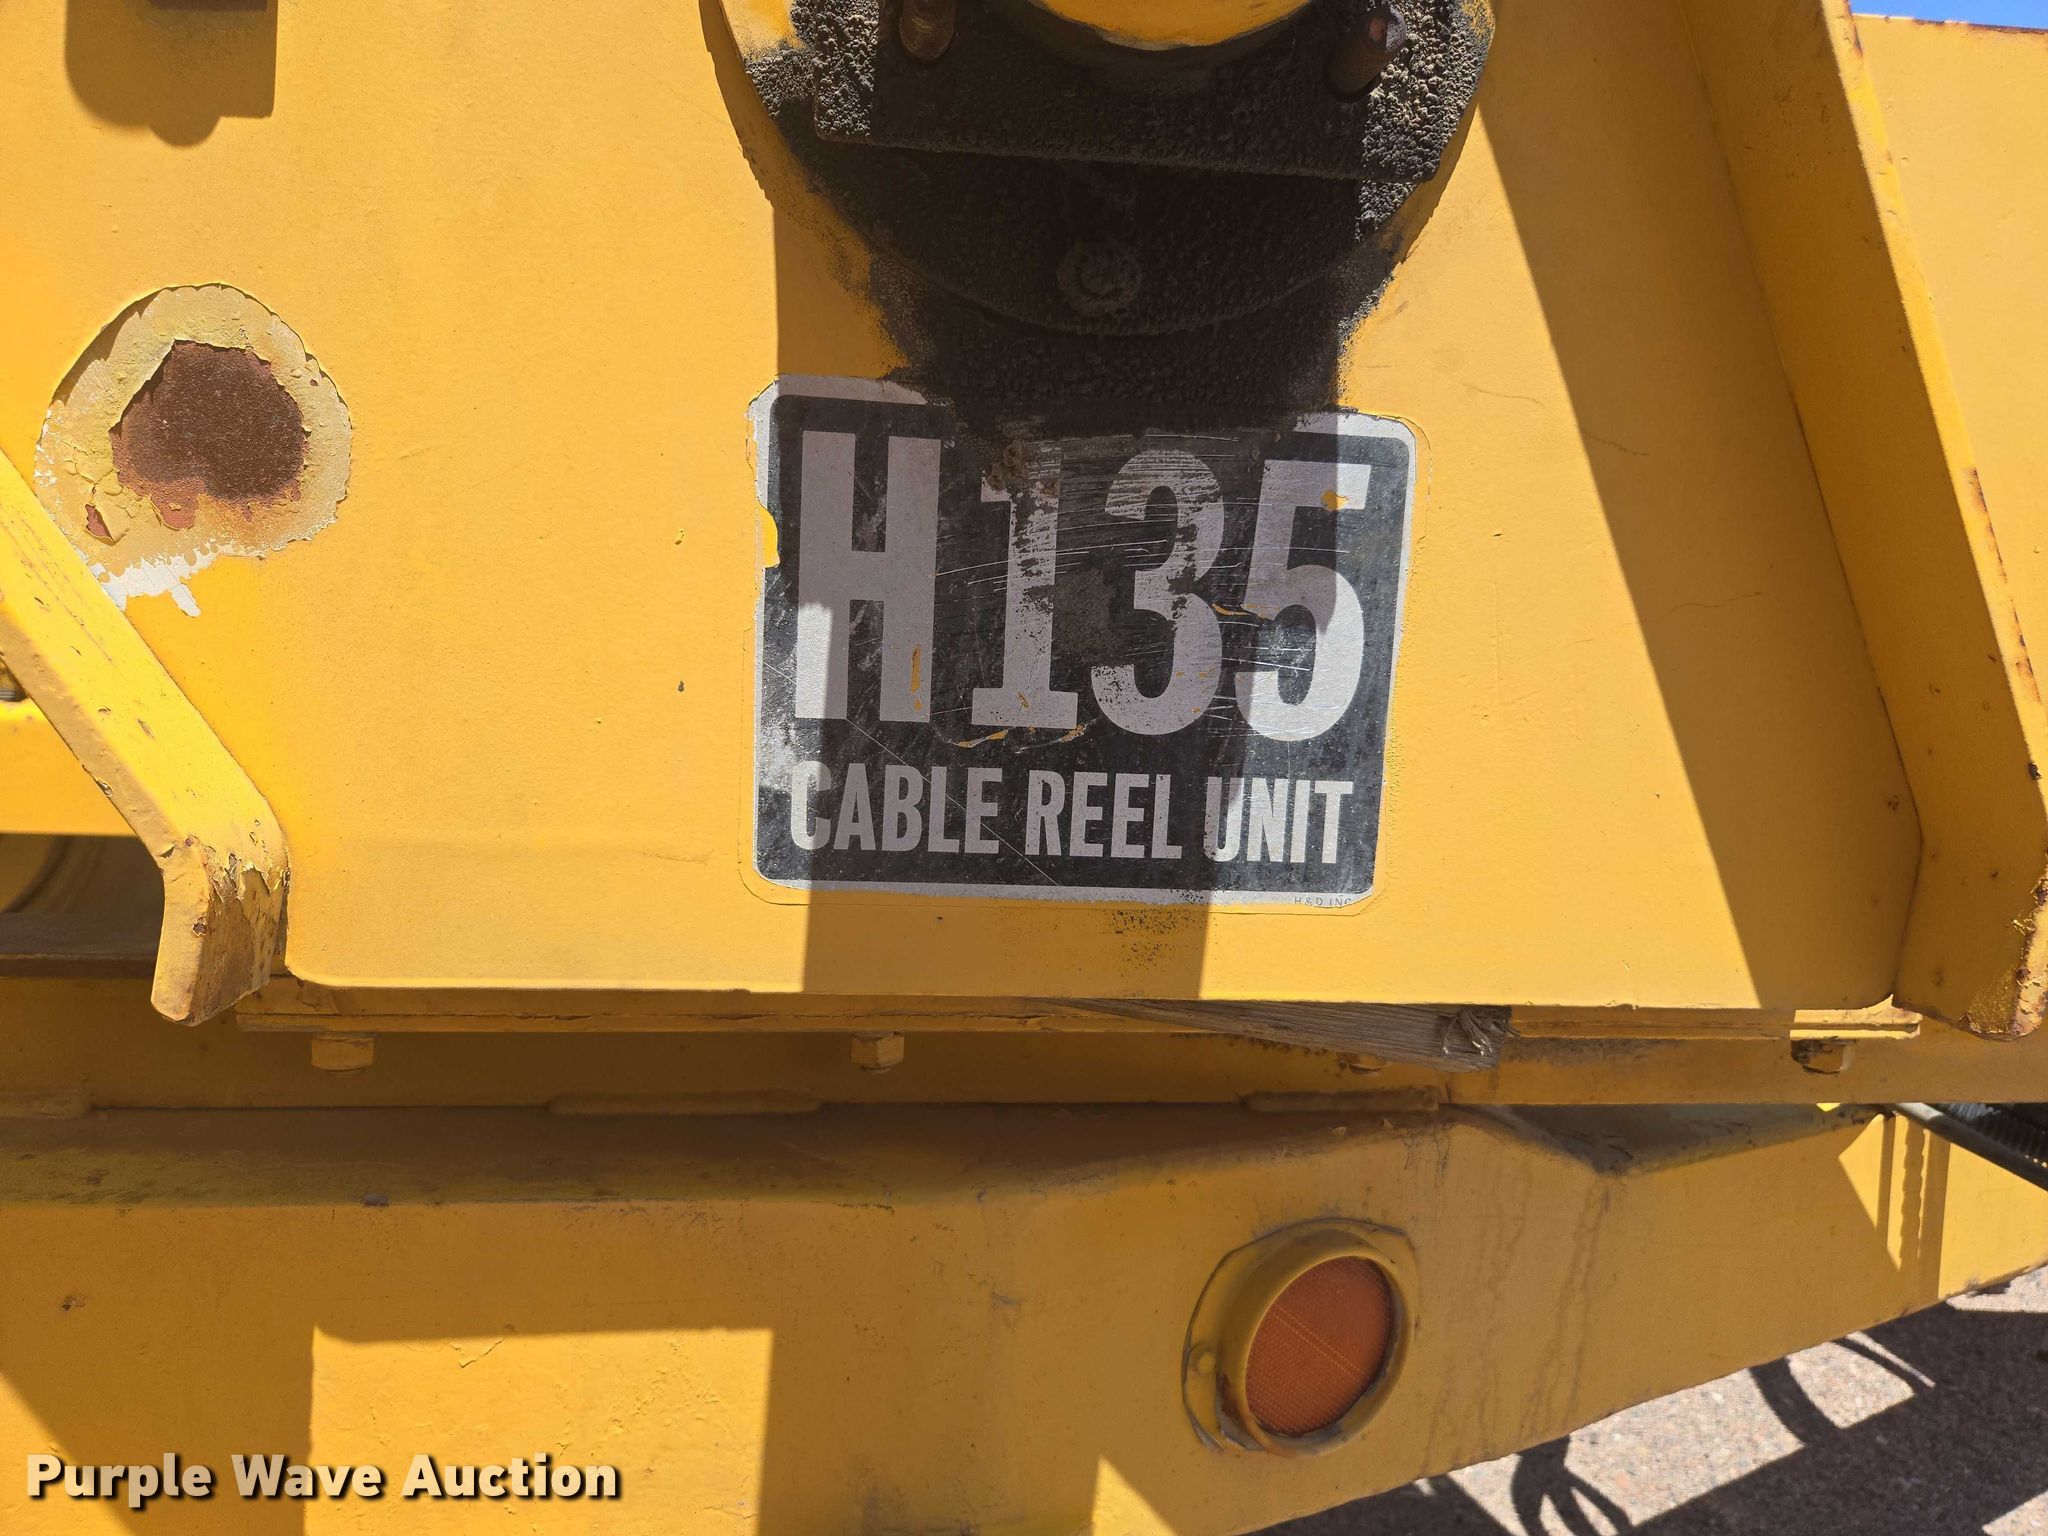 H135
CABLE REEL UNIT
H&D INC
Purple Wave Auction